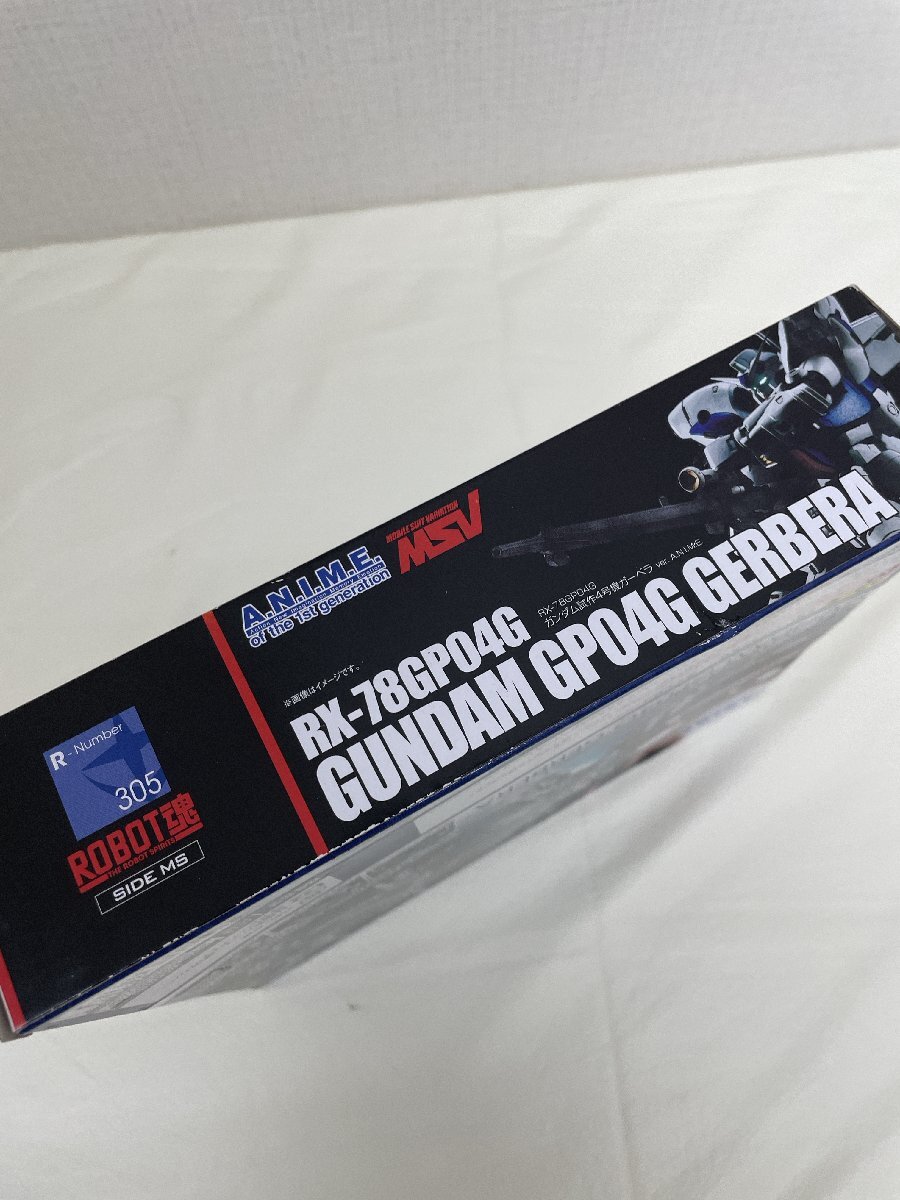 R-Number
305
ROBOT魂
THE ROBOT SPIRITS
SIDE MS
A.N.I.M.E.
of the 1st generation
MOBILE SUIT VARIATION
MSV
※画像はイメージです。
RX-78GP04G
RX-78GP04G
ガンダム試作4号機ガーベラ ver. A.N.I.M.E.
GUNDAM GP04G GERBERA